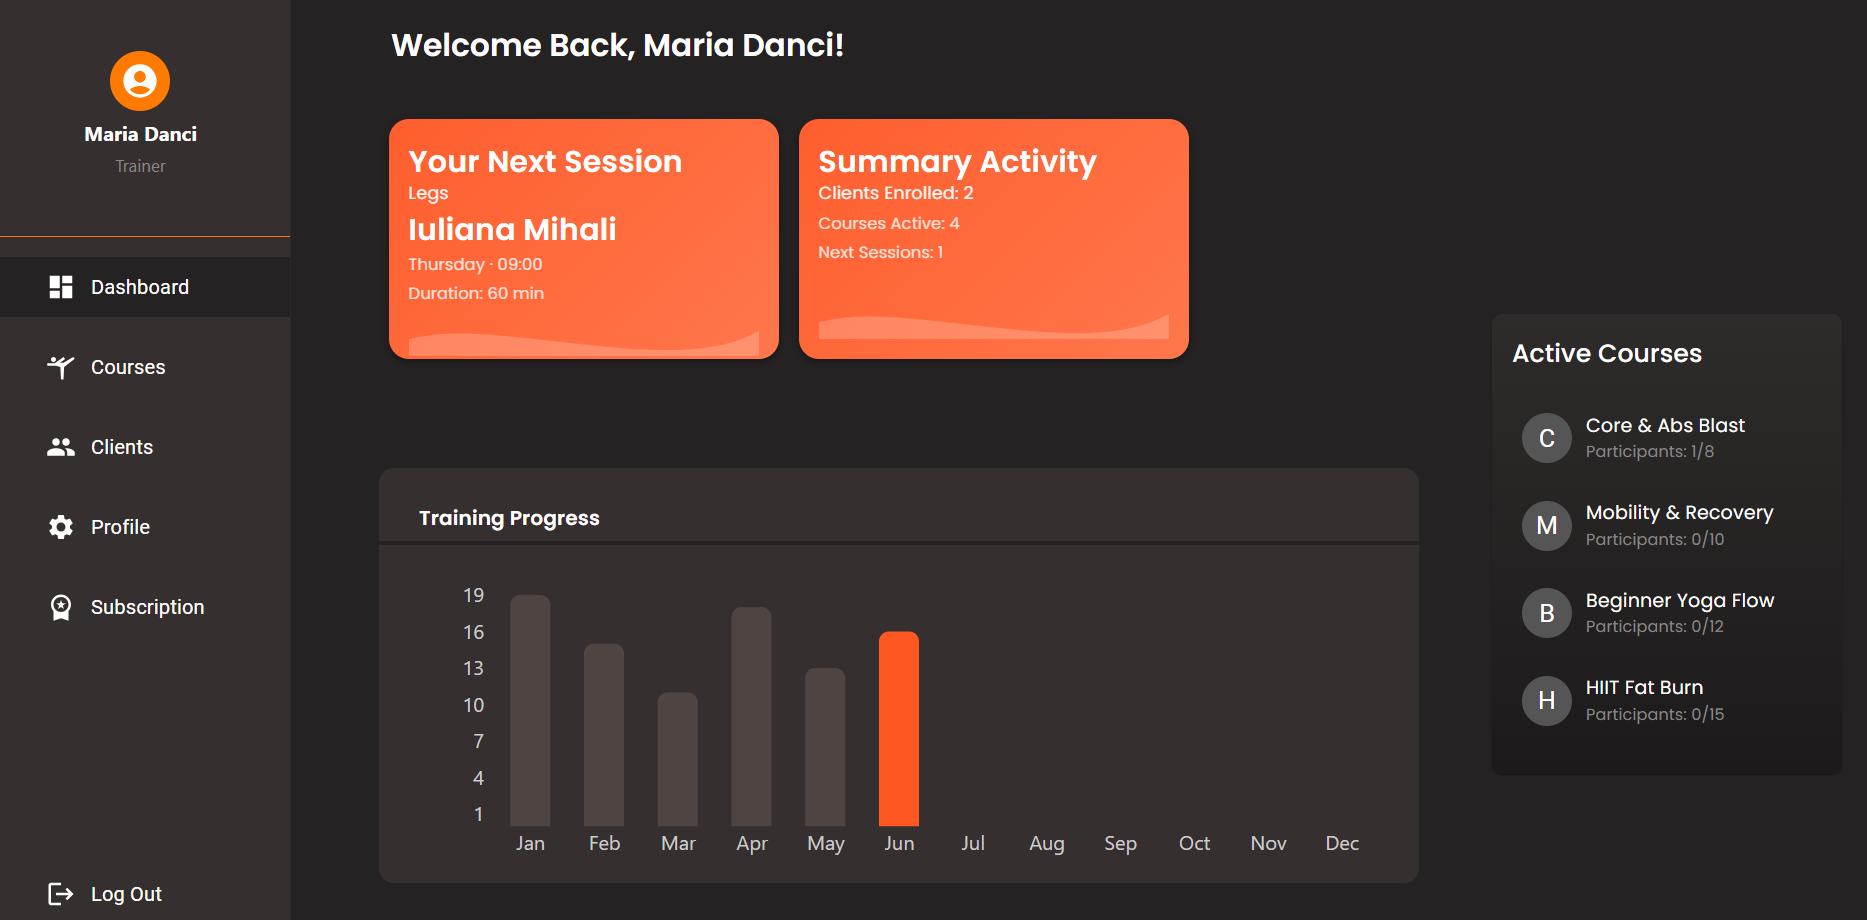 Maria Danci
Trainer
Dashboard
Courses
Clients
Profile
Subscription
Log Out
Welcome Back, Maria Danci!
Your Next Session
Legs
Iuliana Mihali
Thursday · 09:00
Duration: 60 min
Summary Activity
Clients Enrolled: 2
Courses Active: 4
Next Sessions: 1
Training Progress
19
16
13
10
7
4
1
Jan Feb Mar Apr May Jun Jul Aug Sep Oct Nov Dec
Active Courses
C
Core & Abs Blast
Participants: 1/8
M
Mobility & Recovery
Participants: 0/10
B
Beginner Yoga Flow
Participants: 0/12
H
HIIT Fat Burn
Participants: 0/15